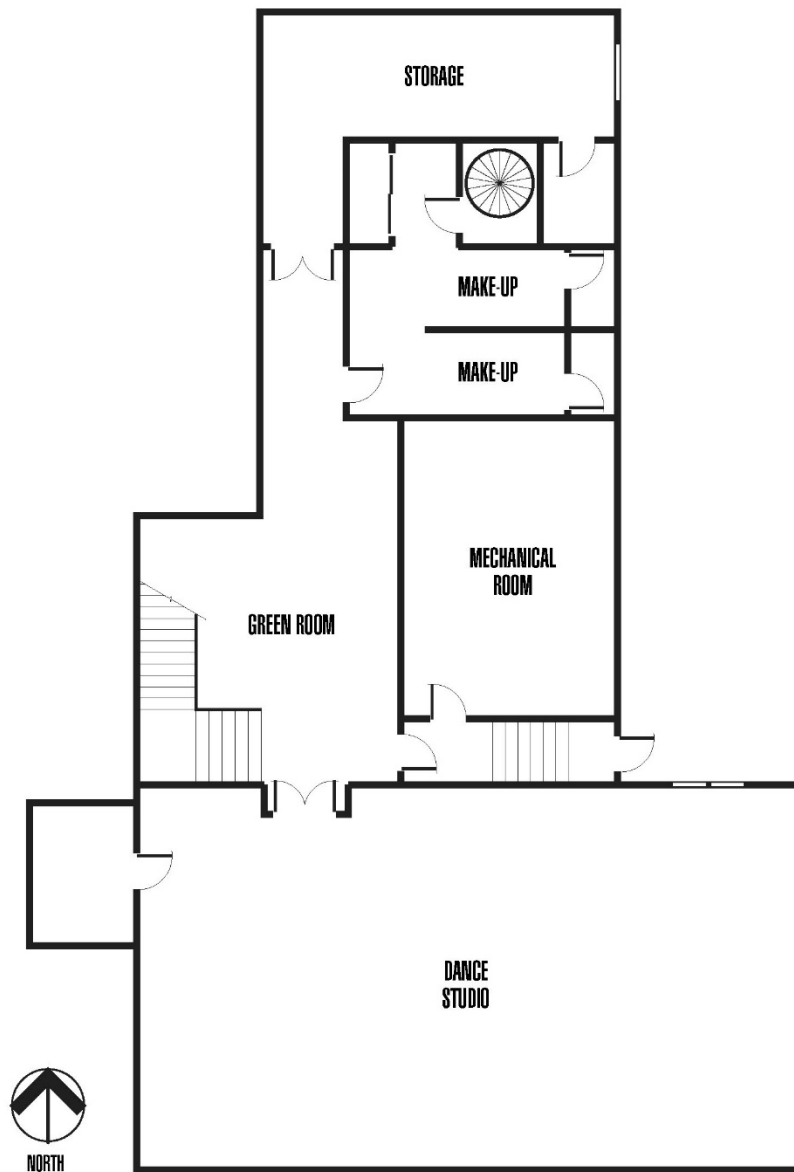 STORAGE
MAKE-UP
MAKE-UP
MECHANICAL
ROOM
GREEN ROOM
DANCE
STUDIO
NORTH